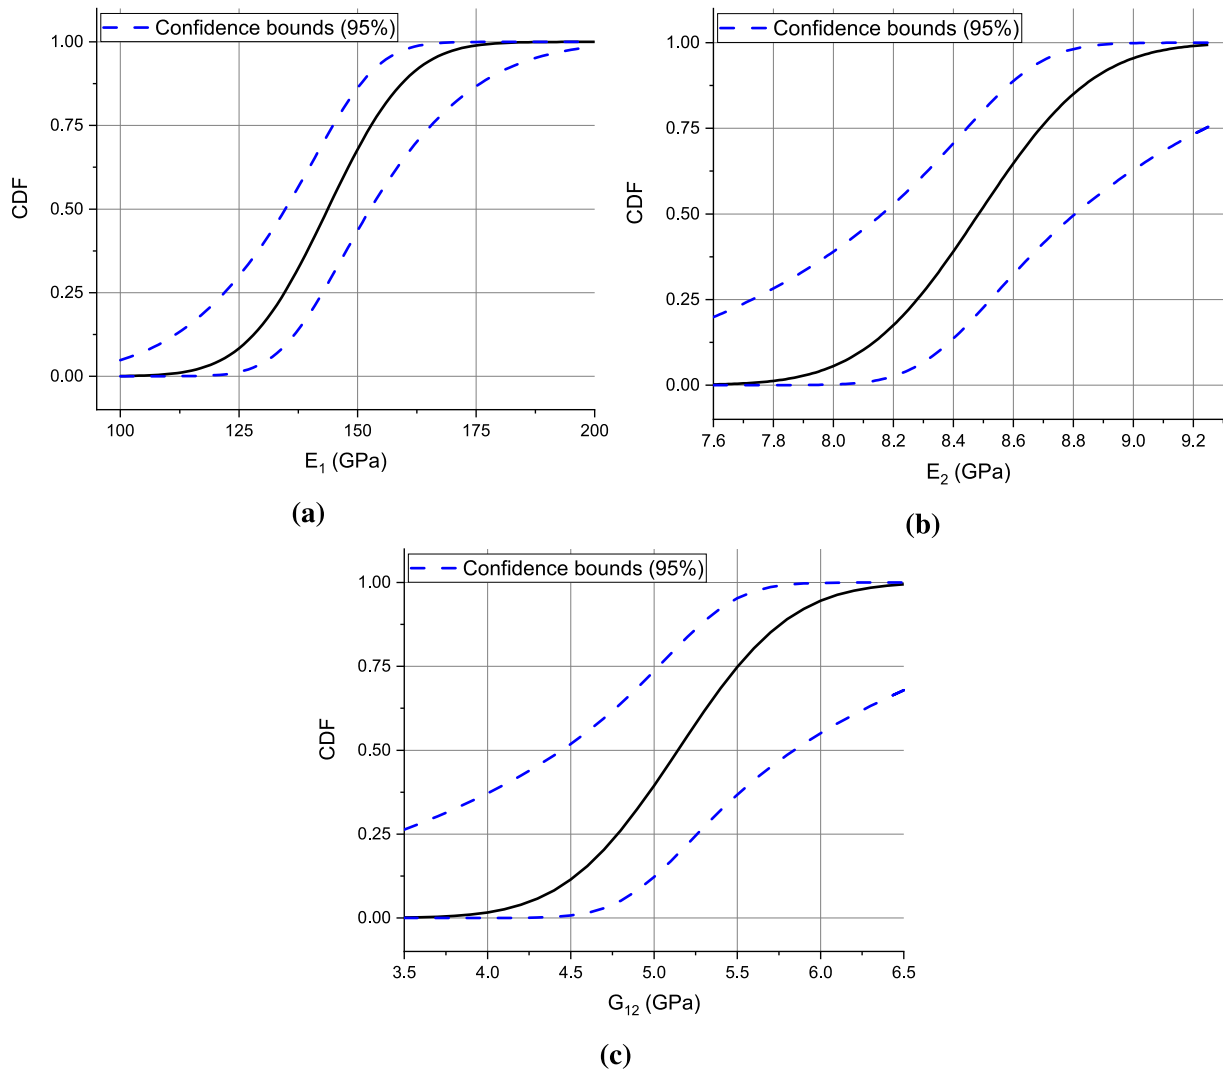 Confidence bounds (95%)
1.00
0.75
0.50
0.25
0.00
CDF
100 125 150 175 200
E1 (GPa)
(a)
Confidence bounds (95%)
1.00
0.75
0.50
0.25
0.00
CDF
7.6 7.8 8.0 8.2 8.4 8.6 8.8 9.0 9.2
E2 (GPa)
(b)
Confidence bounds (95%)
1.00
0.75
0.50
0.25
0.00
CDF
3.5 4.0 4.5 5.0 5.5 6.0 6.5
G12 (GPa)
(c)